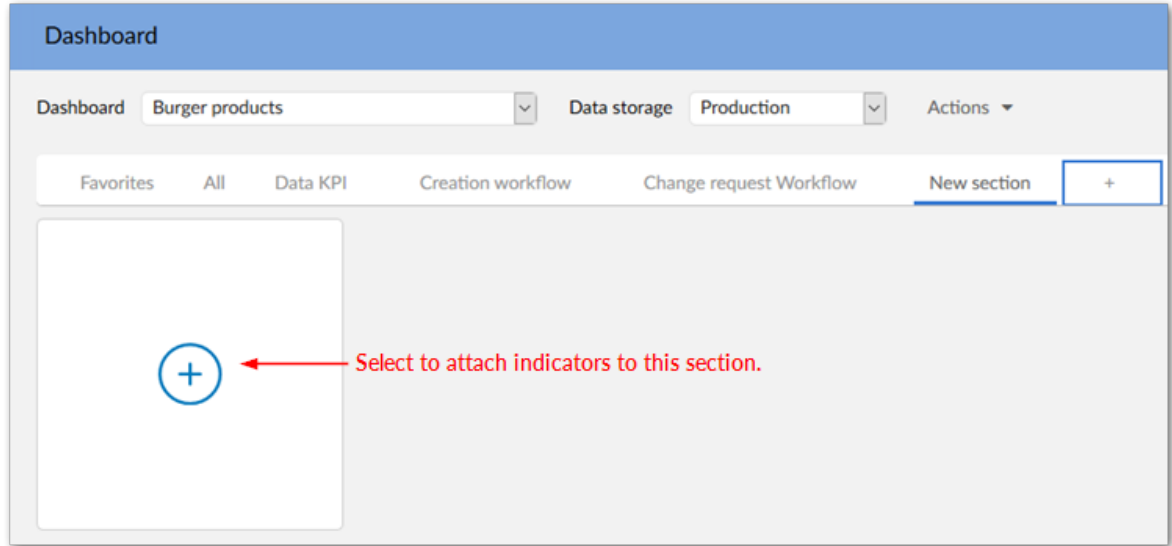 Dashboard
Dashboard Burger products Data storage Production Actions
Favorites All Data KPI Creation workflow Change request Workflow New section +
Select to attach indicators to this section.